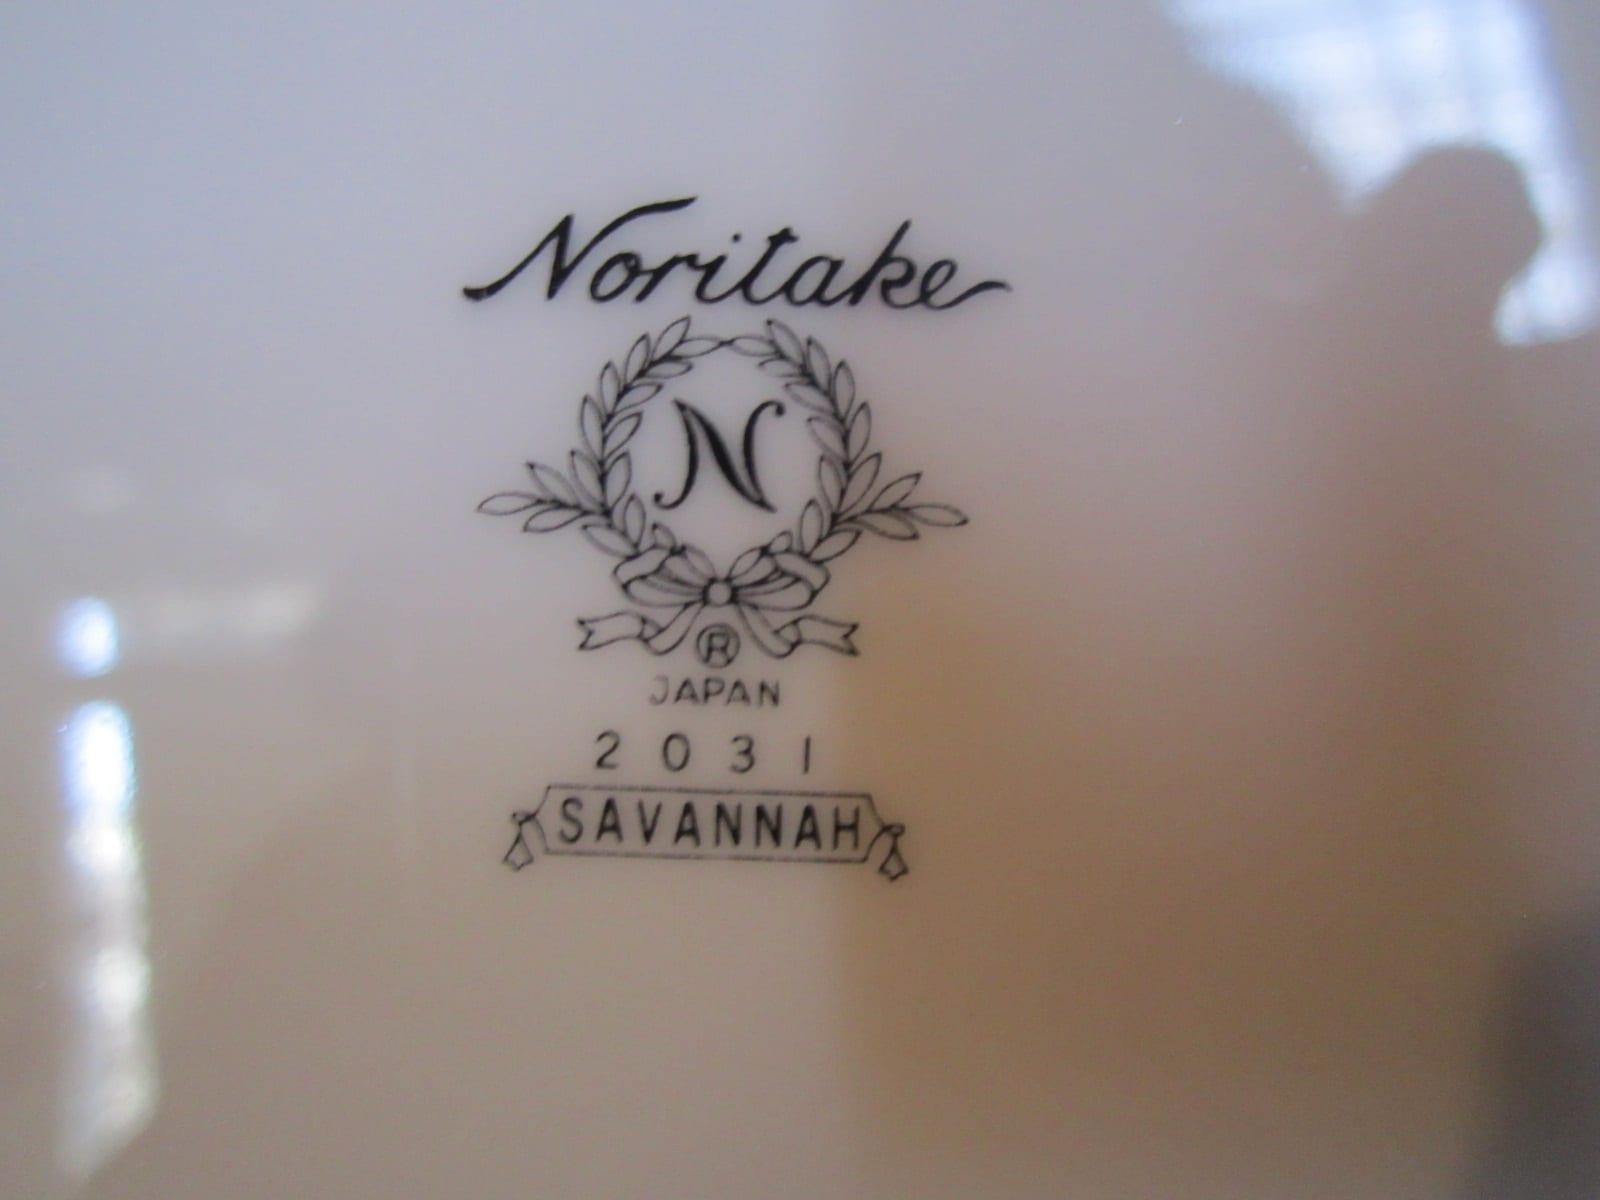 Noritake
N
®
JAPAN
2031
SAVANNAH